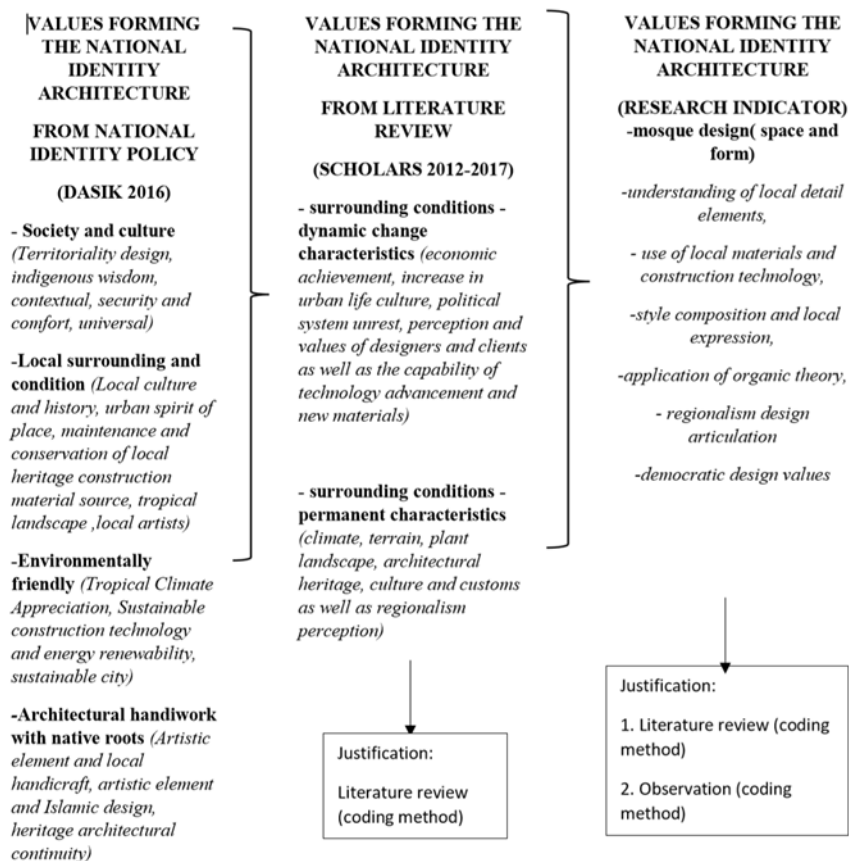 VALUES FORMING
THE NATIONAL
IDENTITY
ARCHITECTURE
FROM NATIONAL
IDENTITY POLICY
(DASIK 2016)
- Society and culture
(Territoriality design,
indigenous wisdom,
contextual, security and
comfort, universal)
-Local surrounding and
condition (Local culture
and history, urban spirit of
place, maintenance and
conservation of local
heritage construction
material source, tropical
landscape ,local artists)
-Environmentally
friendly (Tropical Climate
Appreciation, Sustainable
construction technology
and energy renewability,
sustainable city)
-Architectural handiwork
with native roots (Artistic
element and local
handicraft, artistic element
and Islamic design,
heritage architectural
continuity)
VALUES FORMING THE
NATIONAL IDENTITY
ARCHITECTURE
FROM LITERATURE
REVIEW
(SCHOLARS 2012-2017)
- surrounding conditions -
dynamic change
characteristics (economic
achievement, increase in
urban life culture, political
system unrest, perception and
values of designers and clients
as well as the capability of
technology advancement and
new materials)
- surrounding conditions -
permanent characteristics
(climate, terrain, plant
landscape, architectural
heritage, culture and customs
as well as regionalism
perception)
Justification:
Literature review
(coding method)
VALUES FORMING THE
NATIONAL IDENTITY
ARCHITECTURE
(RESEARCH INDICATOR)
-mosque design( space and
form)
-understanding of local detail
elements,
- use of local materials and
construction technology,
-style composition and local
expression,
-application of organic theory,
- regionalism design
articulation
-democratic design values
Justification:
1. Literature review (coding
method)
2. Observation (coding
method)